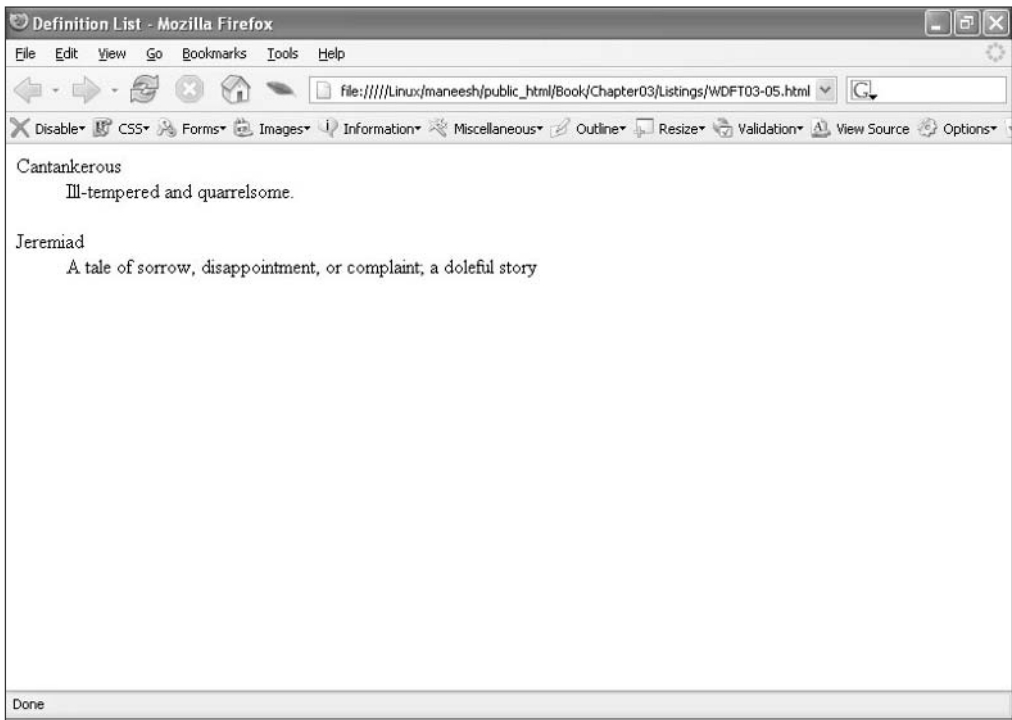 Definition List - Mozilla Firefox
File Edit View Go Bookmarks Tools Help
file://///Linux/maneesh/public_html/Book/Chapter03/Listings/WDFT03-05.html G
Disable CSS Forms Images Information Miscellaneous Outline Resize Validation View Source Options
Cantankerous
Ill-tempered and quarrelsome.
Jeremiad
A tale of sorrow, disappointment, or complaint; a doleful story
Done